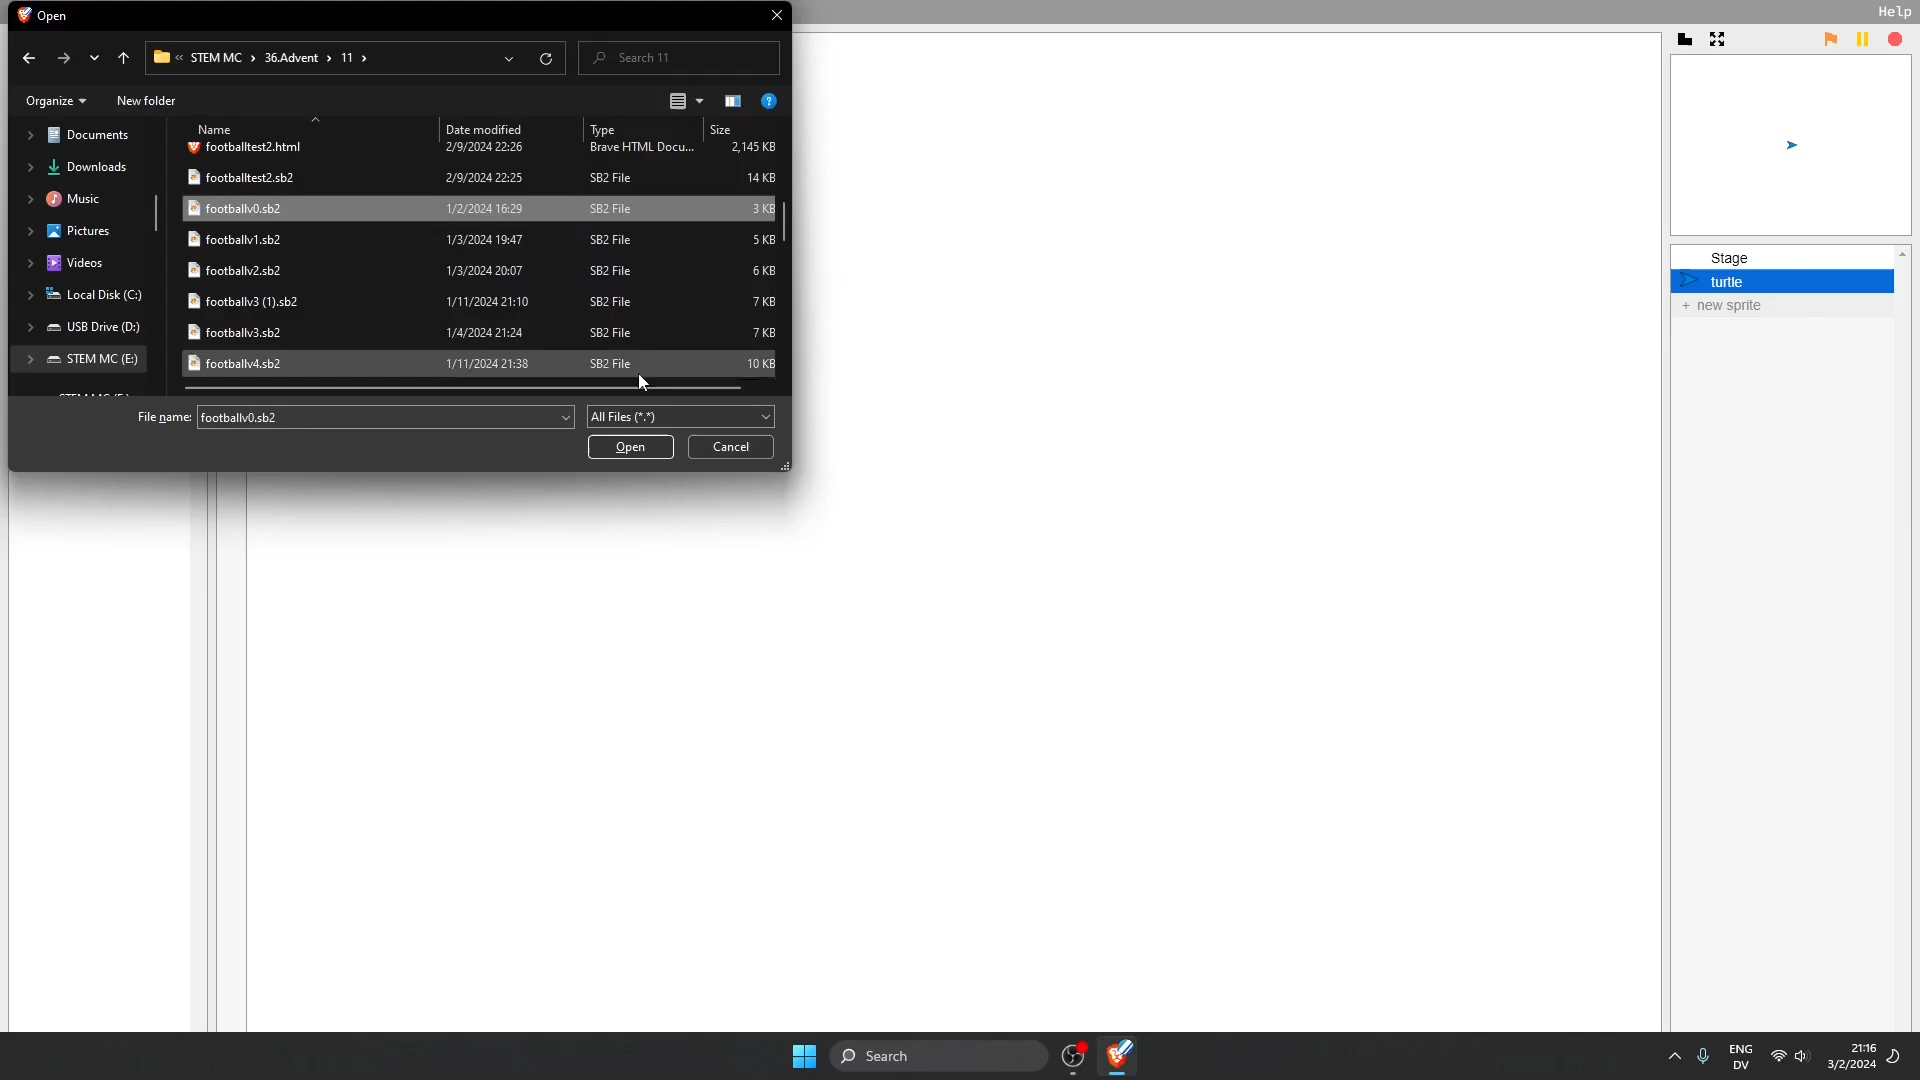 Open
Help
« STEM MC > 36.Advent > 11 >
Search 11
Organize
New folder
Name
Date modified
Type
Size
Documents
Downloads
Music
Pictures
Videos
Local Disk (C:)
USB Drive (D:)
STEM MC (E:)
footballtest2.html 2/9/2024 22:26 Brave HTML Docu... 2,145 KB
footballtest2.sb2 2/9/2024 22:25 SB2 File 14 KB
footballv0.sb2 1/2/2024 16:29 SB2 File 3 KB
footballv1.sb2 1/3/2024 19:47 SB2 File 5 KB
footballv2.sb2 1/3/2024 20:07 SB2 File 6 KB
footballv3 (1).sb2 1/11/2024 21:10 SB2 File 7 KB
footballv3.sb2 1/4/2024 21:24 SB2 File 7 KB
footballv4.sb2 1/11/2024 21:38 SB2 File 10 KB
File name: footballv0.sb2
All Files (*.*)
Open
Cancel
Stage
turtle
+ new sprite
Search
ENG
DV
21:16
3/2/2024